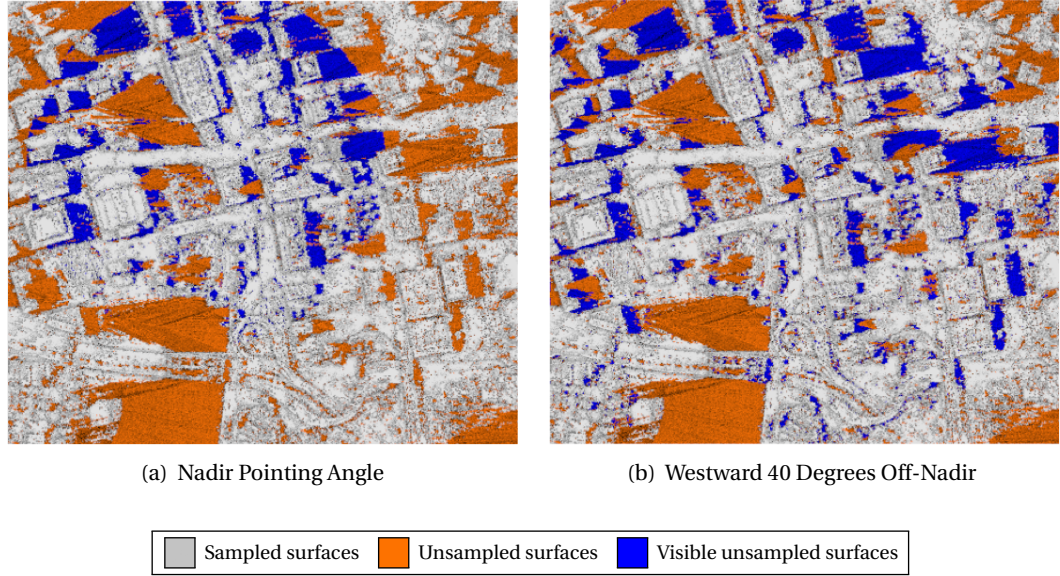 (a) Nadir Pointing Angle
(b) Westward 40 Degrees Off-Nadir
Sampled surfaces
Unsampled surfaces
Visible unsampled surfaces